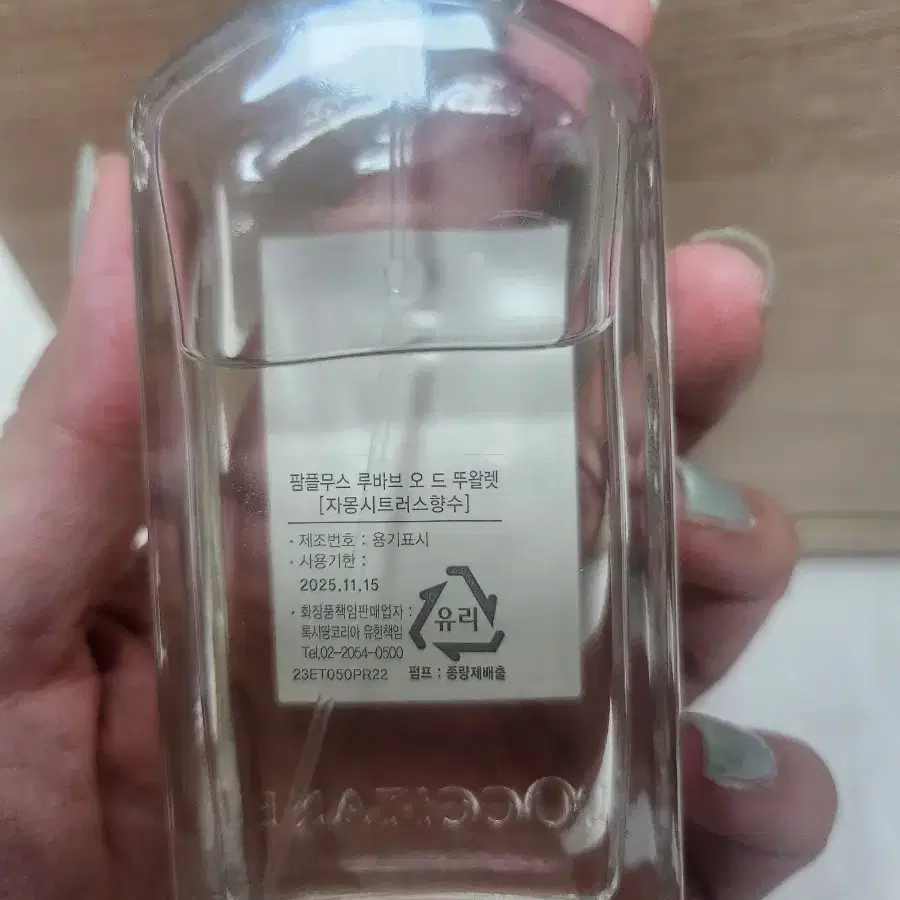 팜플무스 루바브 오 드 뚜왈렛
[자몽시트러스향수]
· 제조번호 : 용기표시
· 사용기한 :
2025.11.15
· 화장품책임판매업자 :
록시땅코리아 유한책임
Tel.02-2054-0500
23ET050PR22
유리
펌프 : 종량제배출
L'OCCITANE